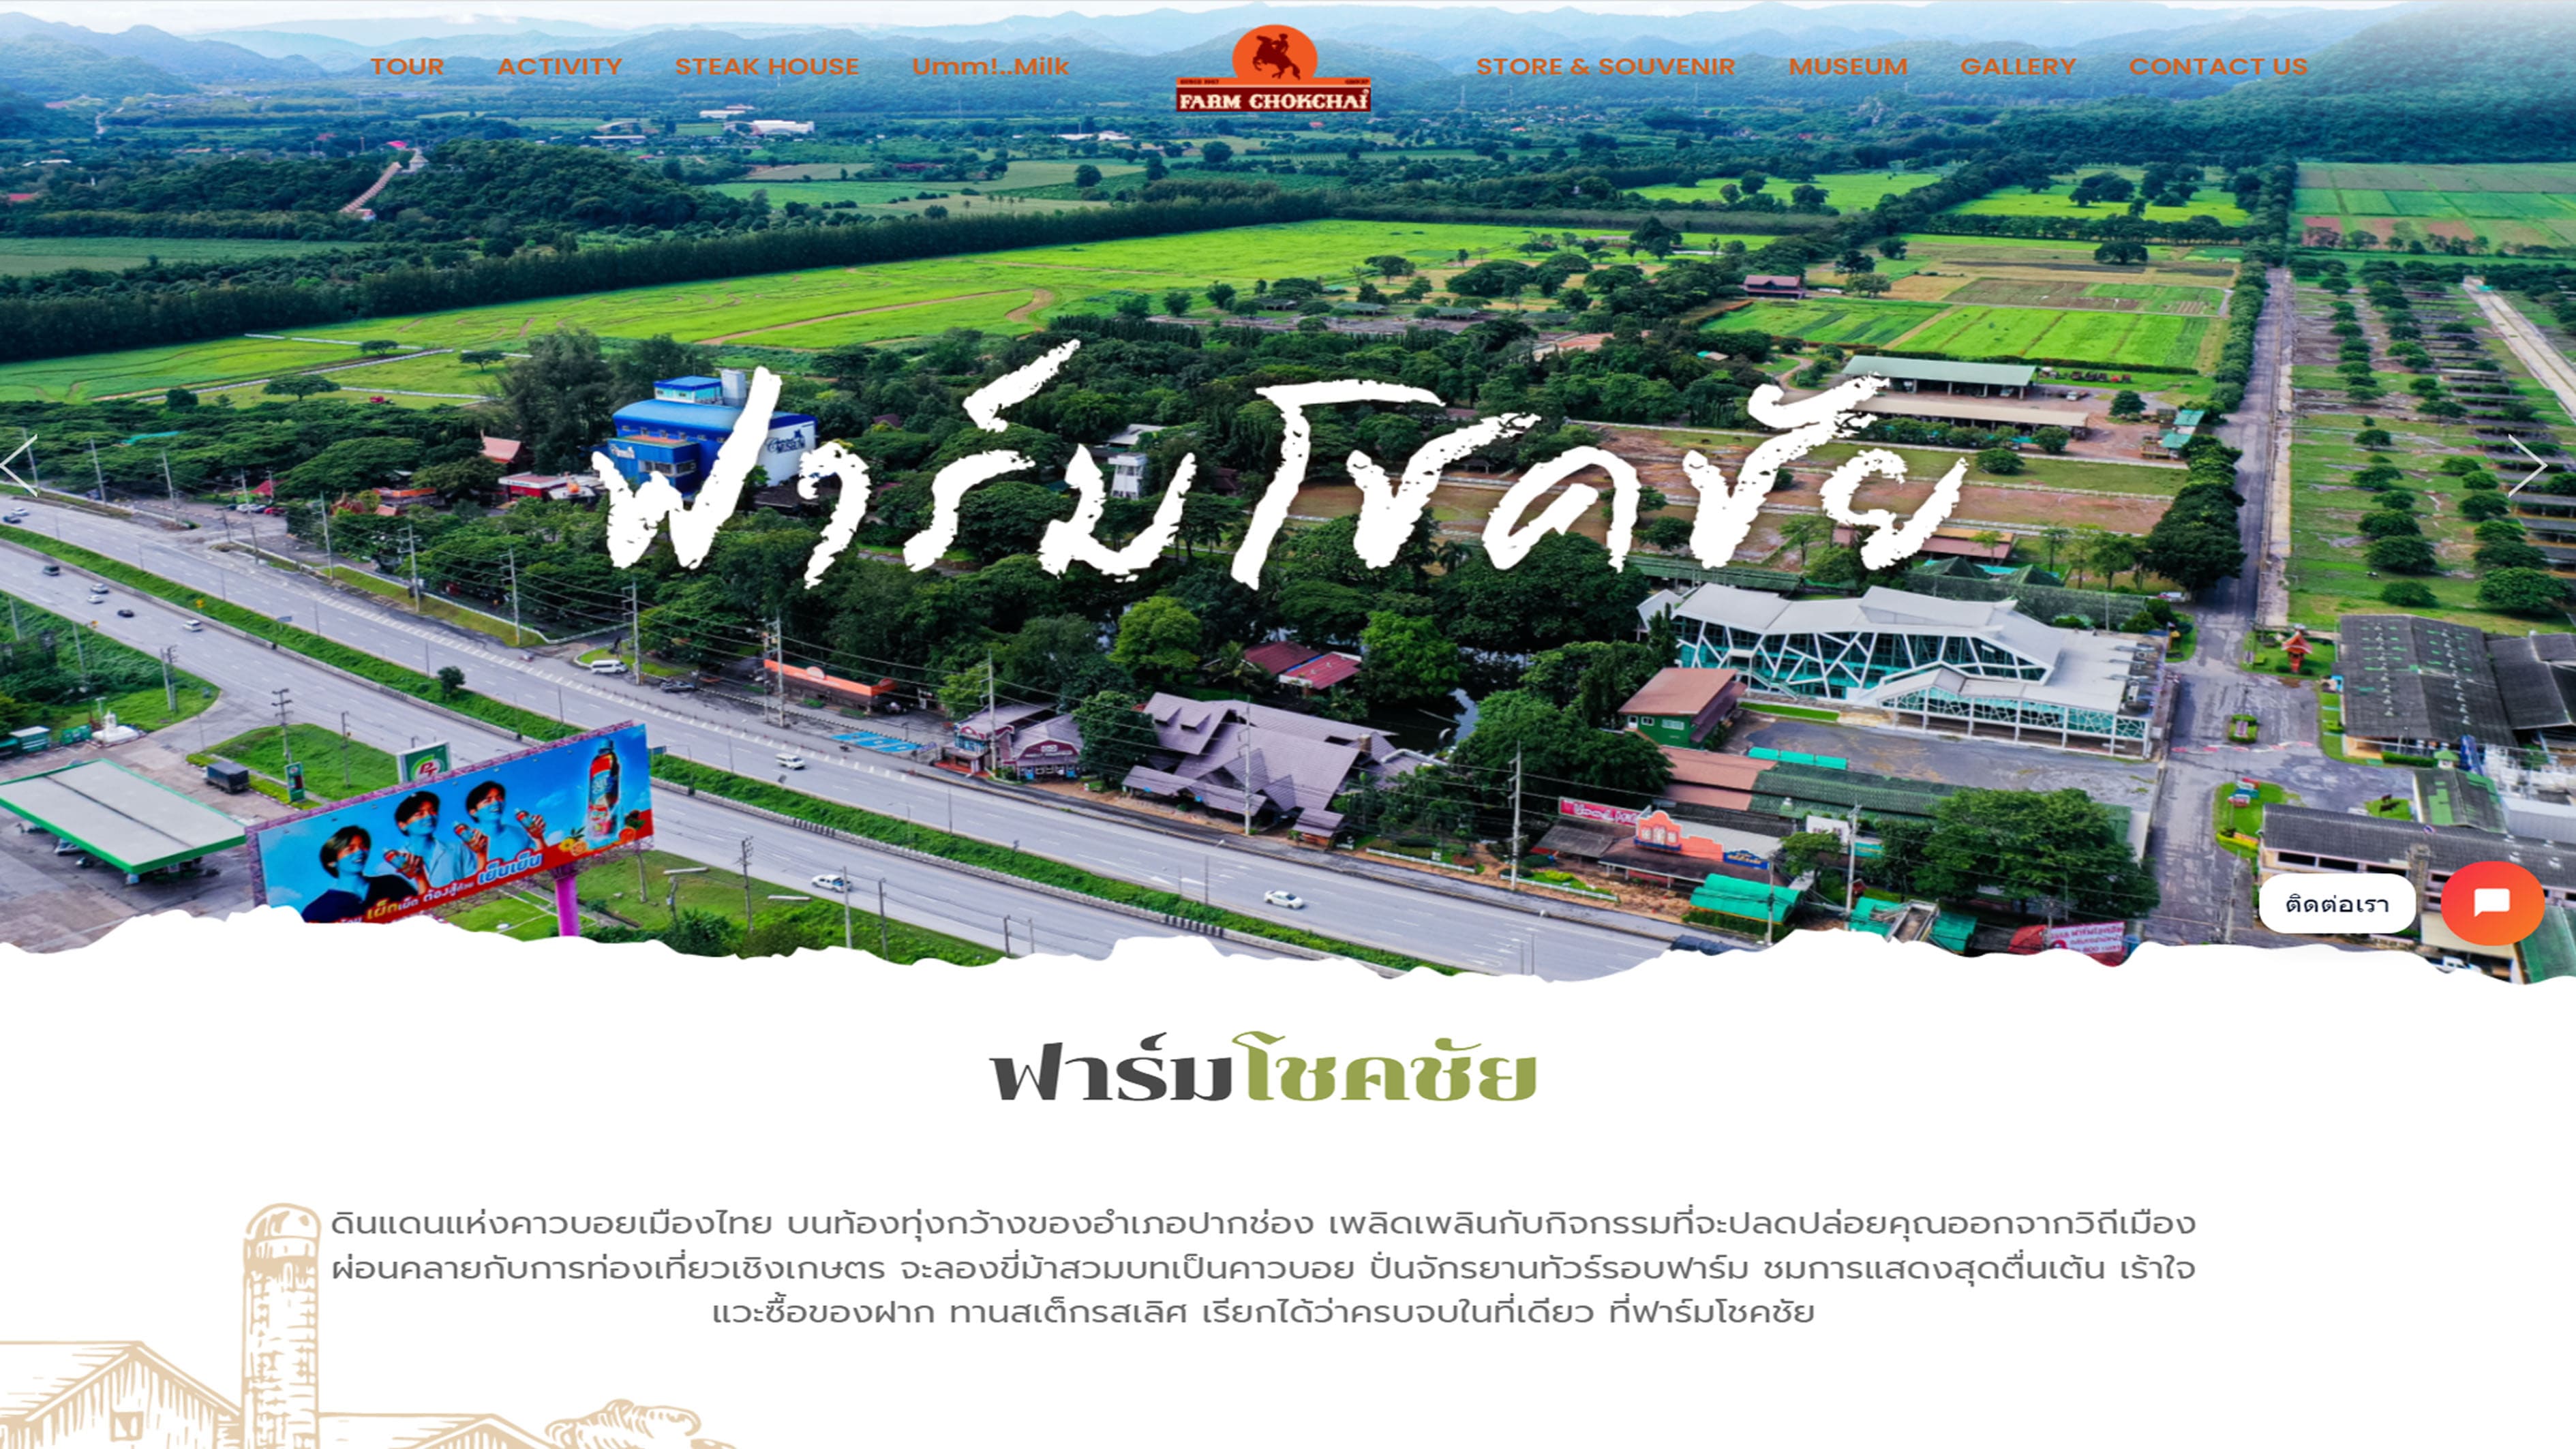 TOUR ACTIVITY STEAK HOUSE Umm!..Milk STORE & SOUVENIR MUSEUM GALLERY CONTACT US
FARM CHOKCHAI
ฟาร์มโชคชัย
เย็นเย็น
ติดต่อเรา
ฟาร์มโชคชัย
ดินแดนแห่งคาวบอยเมืองไทย บนท้องทุ่งกว้างของอำเภอปากช่อง เพลิดเพลินกับกิจกรรมที่จะปลดปล่อยคุณออกจากวิถีเมือง
ผ่อนคลายกับการท่องเที่ยวเชิงเกษตร จะลองขี่ม้าสวมบทเป็นคาวบอย ปั่นจักรยานทัวร์รอบฟาร์ม ชมการแสดงสุดตื่นเต้น เร้าใจ
แวะซื้อของฝาก ทานสเต็กรสเลิศ เรียกได้ว่าครบจบในที่เดียว ที่ฟาร์มโชคชัย